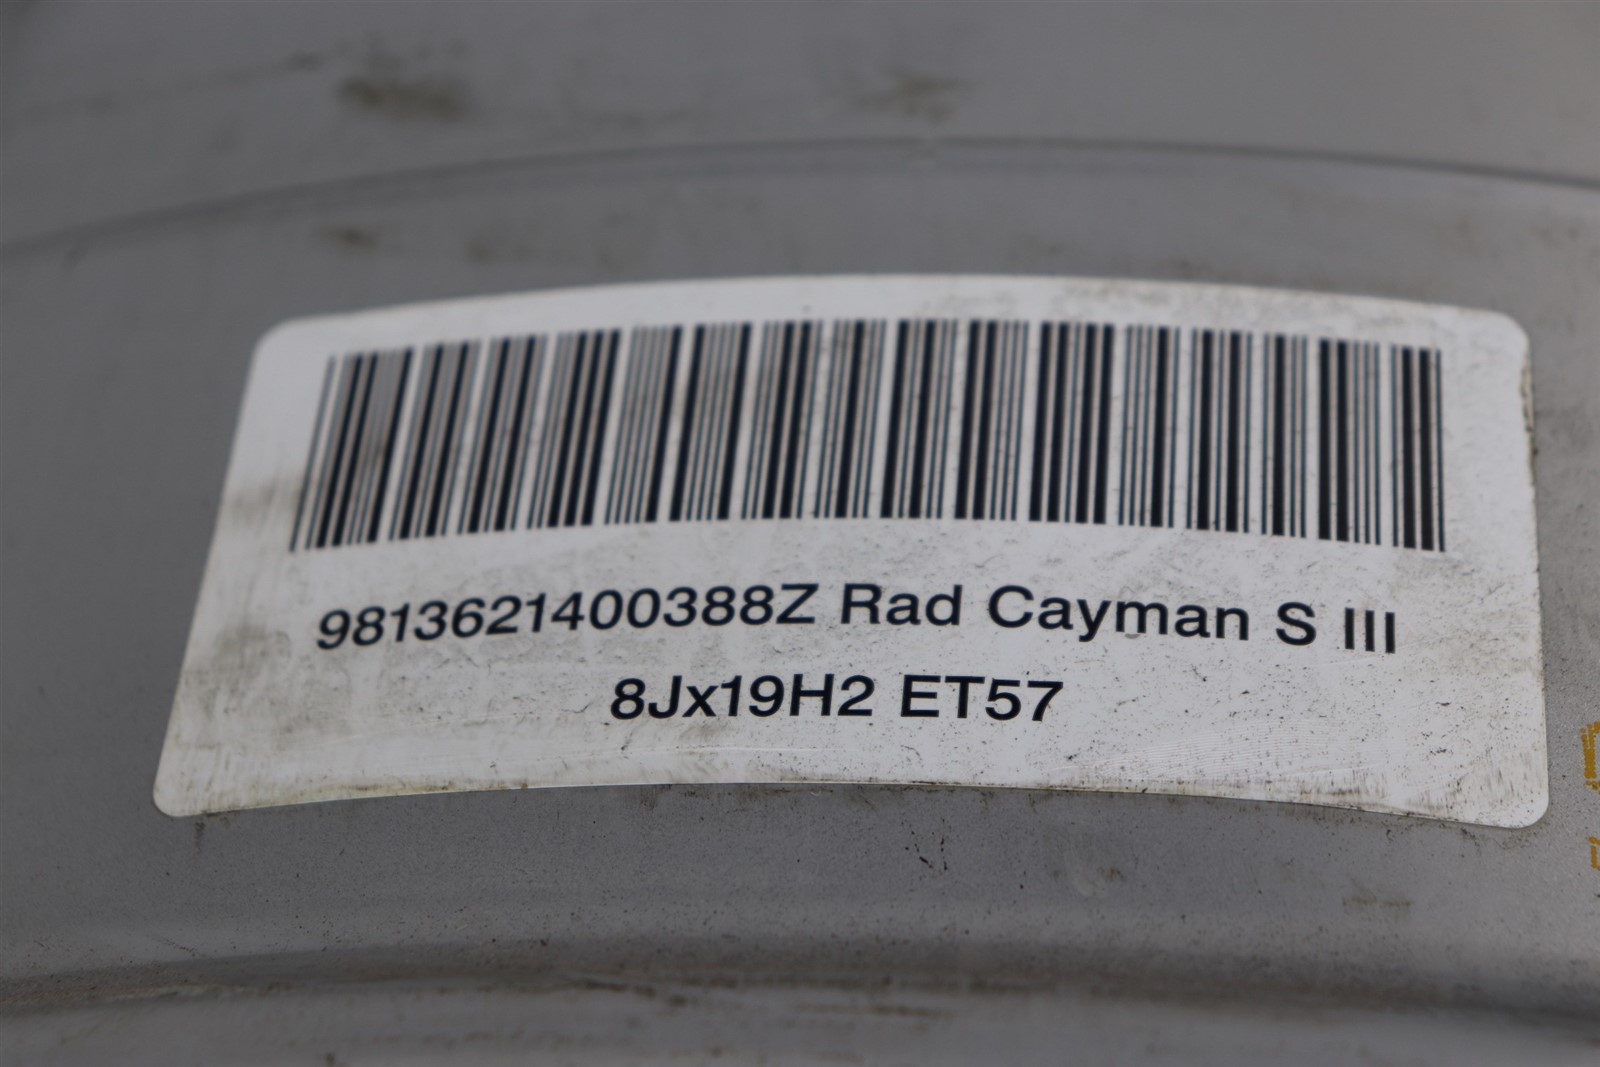 9813621400388Z Rad Cayman S III
8Jx19H2 ET57